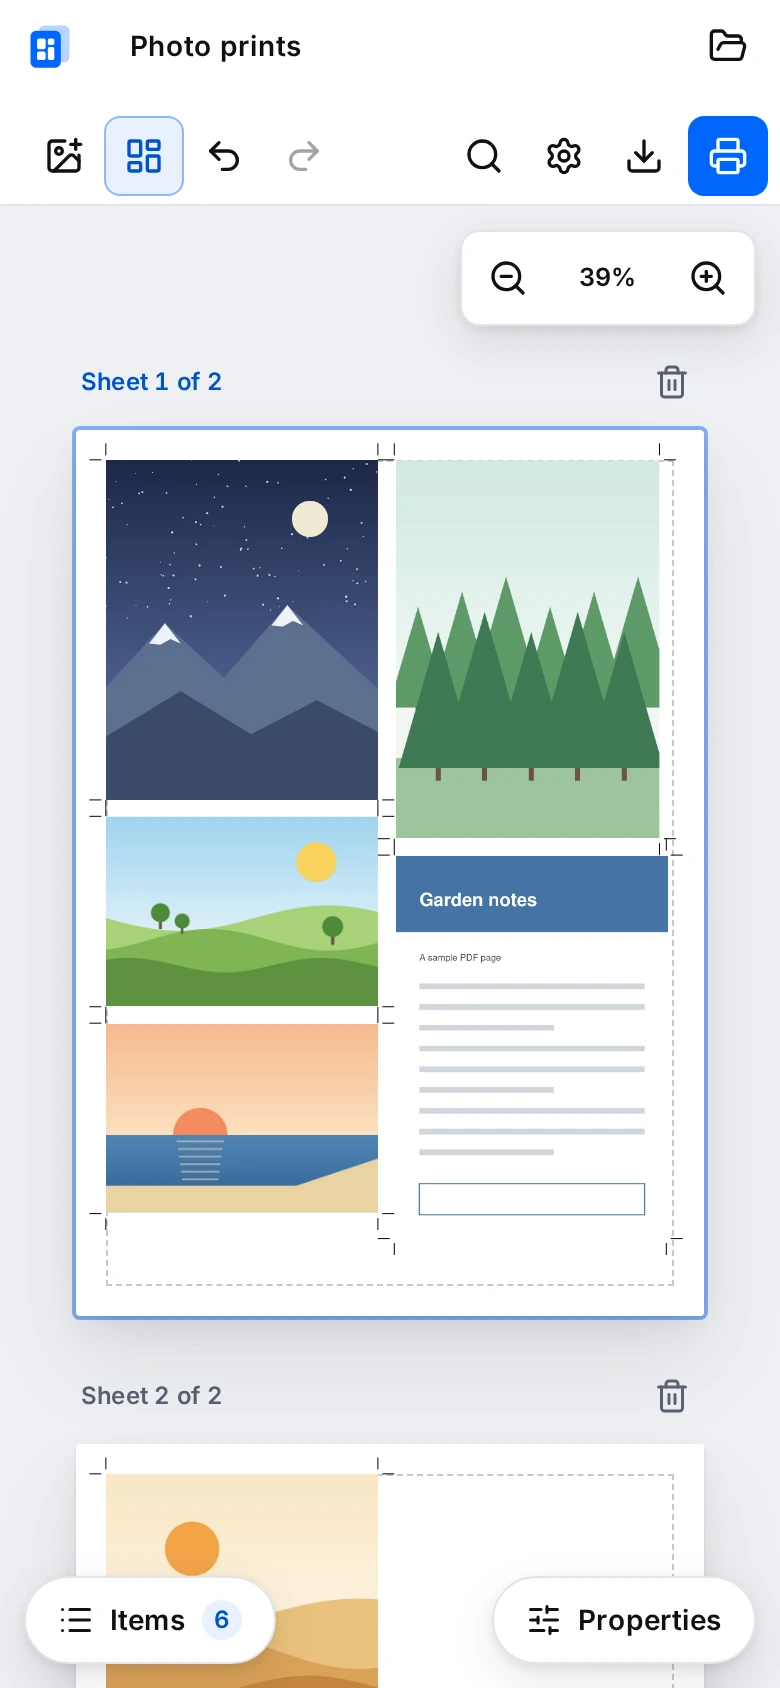 Photo prints
39%
Sheet 1 of 2
Garden notes
A sample PDF page
Sheet 2 of 2
Items 6
Properties